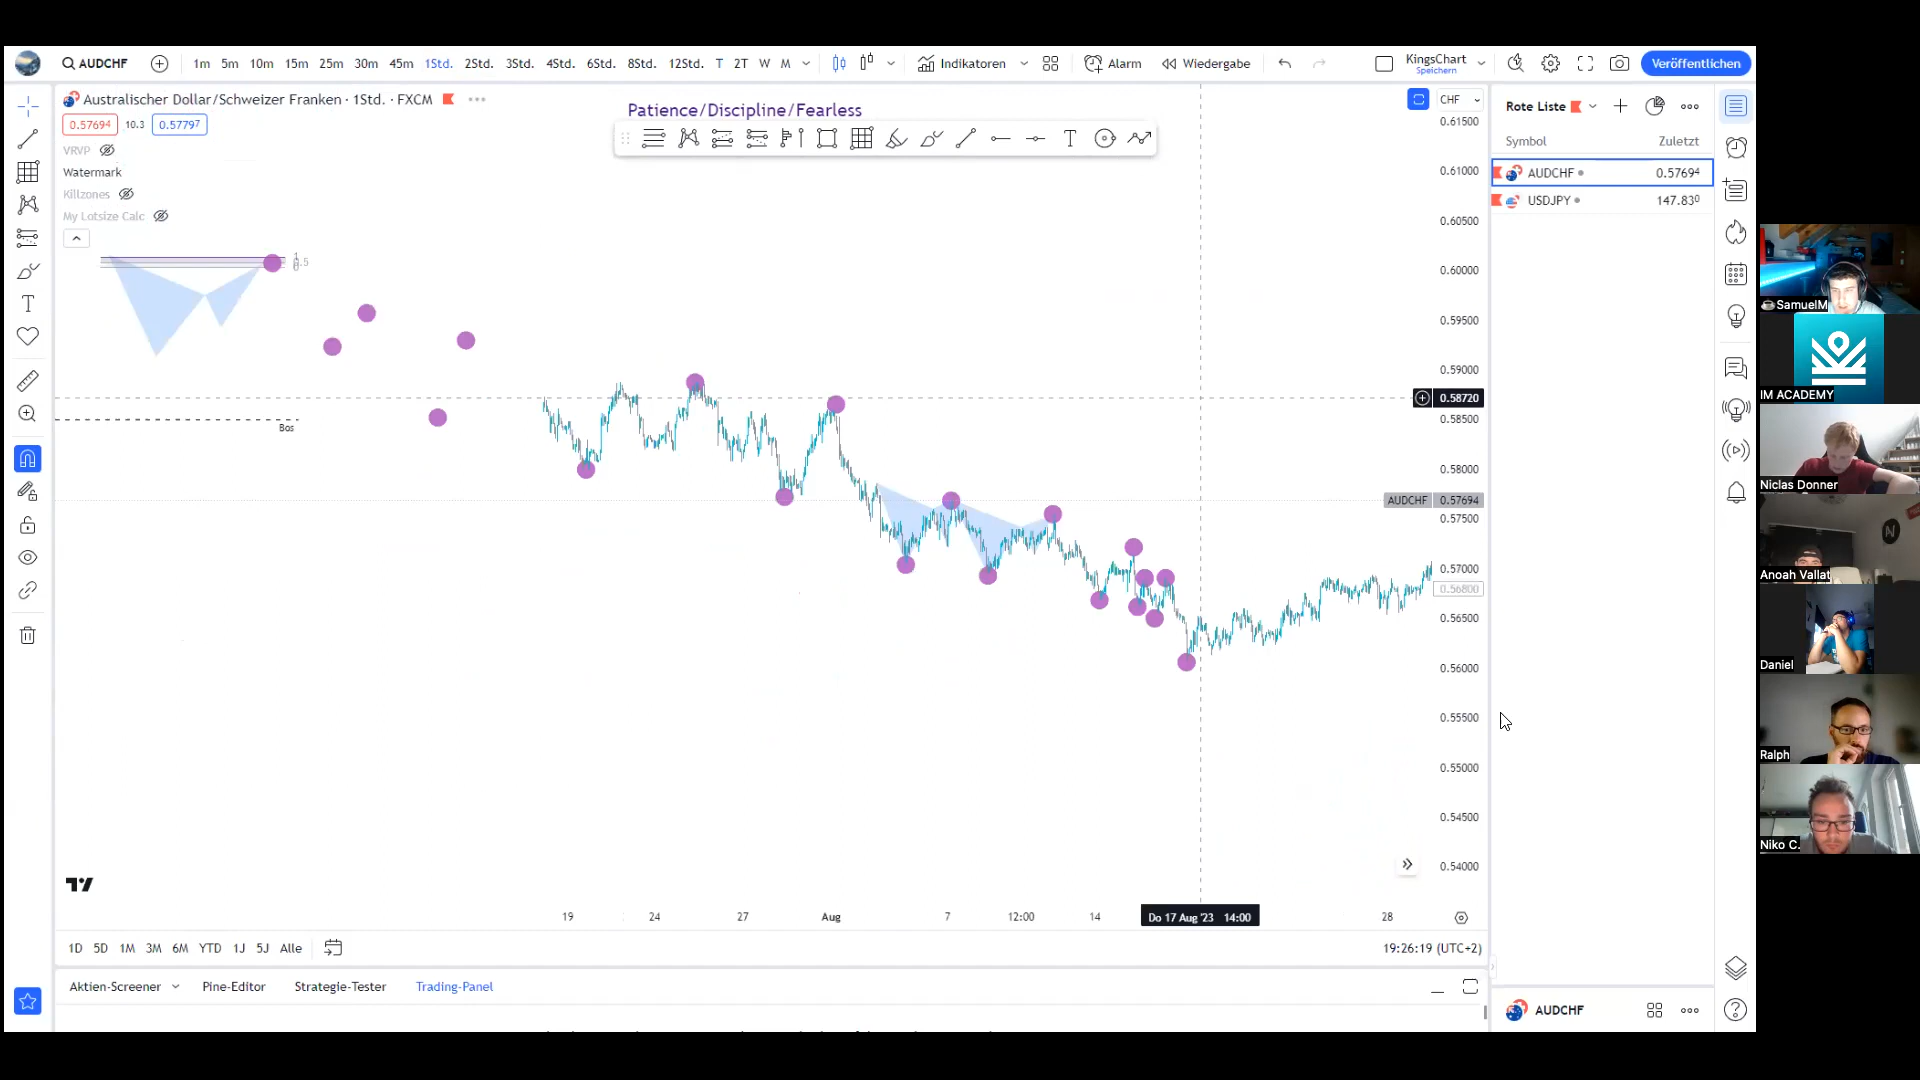 AUDCHF
1m 5m 10m 15m 25m 30m 45m 1Std. 2Std. 3Std. 4Std. 6Std. 8Std. 12Std. T 2T W M
Indikatoren
Alarm
Wiedergabe
KingsChart
Speichern
Veröffentlichen
Australischer Dollar/Schweizer Franken · 1Std. · FXCM
Patience/Discipline/Fearless
CHF
0.57694 10.3 0.57797
VRVP
Watermark
Killzones
My Lotsize Calc
Bos
0.61500
0.61000
0.60500
0.60000
0.59500
0.59000
0.58720
0.58500
0.58000
AUDCHF 0.57694
0.57500
0.57000
0.56800
0.56500
0.56000
0.55500
0.55000
0.54500
0.54000
19 24 27 Aug 7 12:00 14 Do 17 Aug '23 14:00 28
1D 5D 1M 3M 6M YTD 1J 5J Alle
19:26:19 (UTC+2)
Aktien-Screener Pine-Editor Strategie-Tester Trading-Panel
Rote Liste
Symbol Zuletzt
AUDCHF 0.57694
USDJPY 147.830
AUDCHF
SamuelM
IM ACADEMY
Niclas Donner
Anoah Vallat
Daniel
Ralph
Niko C.